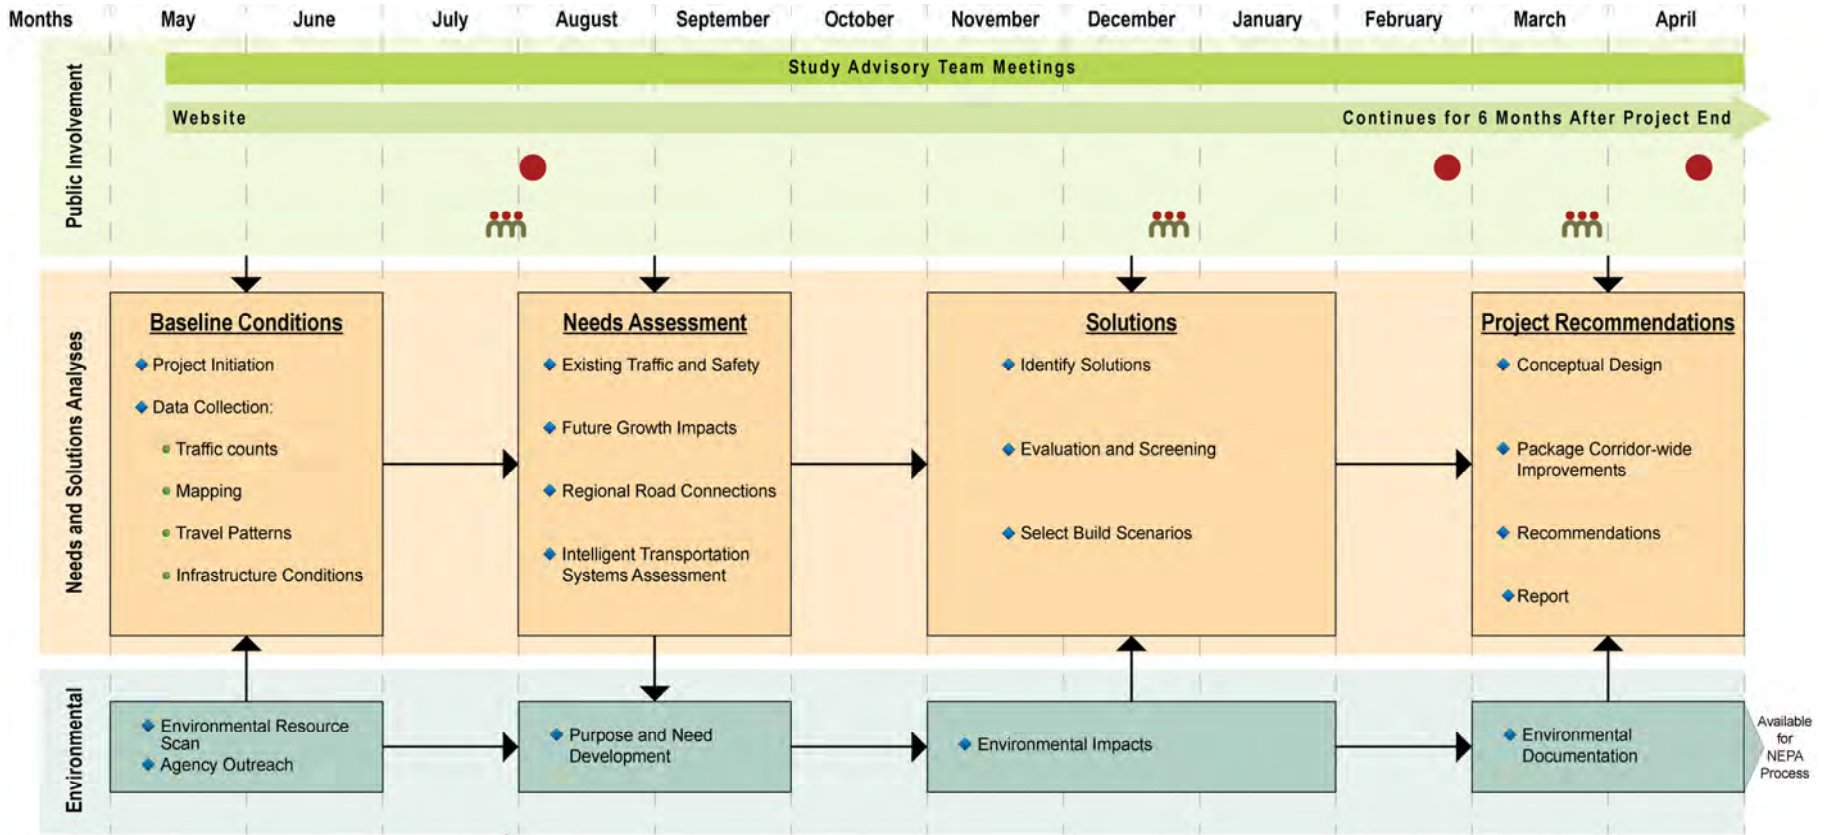 Months May June July August September October November December January February March April
Public Involvement
Study Advisory Team Meetings
Website
Continues for 6 Months After Project End
Needs and Solutions Analyses
Baseline Conditions
Project Initiation
Data Collection:
Traffic counts
Mapping
Travel Patterns
Infrastructure Conditions
Needs Assessment
Existing Traffic and Safety
Future Growth Impacts
Regional Road Connections
Intelligent Transportation
Systems Assessment
Solutions
Identify Solutions
Evaluation and Screening
Select Build Scenarios
Project Recommendations
Conceptual Design
Package Corridor-wide
Improvements
Recommendations
Report
Environmental
Environmental Resource
Scan
Agency Outreach
Purpose and Need
Development
Environmental Impacts
Environmental
Documentation
Available
for
NEPA
Process